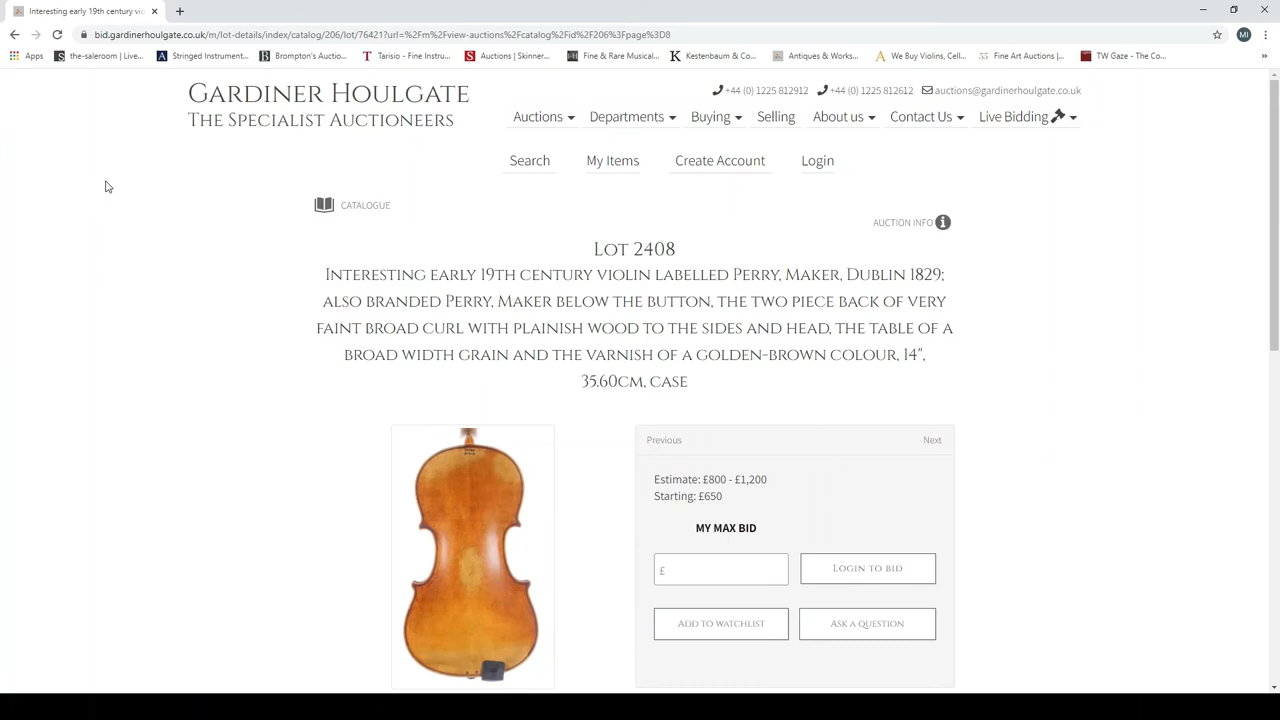 Interesting early 19th century vio
bid.gardinerhoulgate.co.uk/m/lot-details/index/catalog/206/lot/76421?url=%2Fm%2Fview-auctions%2Fcatalog%2Fid%2F206%3Fpage%3D8
MI
Apps
the-saleroom | Live...
Stringed Instrument...
Brompton's Auction...
Tarisio - Fine Instru...
Auctions | Skinner...
Fine & Rare Musical...
Kestenbaum & Com...
Antiques & Works...
We Buy Violins, Cell...
Fine Art Auctions |...
TW Gaze - The Co...
Gardiner Houlgate
The Specialist Auctioneers
+44 (0) 1225 812912
+44 (0) 1225 812612
auctions@gardinerhoulgate.co.uk
Auctions
Departments
Buying
Selling
About us
Contact Us
Live Bidding
Search
My Items
Create Account
Login
CATALOGUE
AUCTION INFO
Lot 2408
Interesting early 19th century violin labelled Perry, Maker, Dublin 1829;
also branded Perry, Maker below the button, the two piece back of very
faint broad curl with plainish wood to the sides and head, the table of a
broad width grain and the varnish of a golden-brown colour, 14",
35.60cm, case
Previous
Next
Estimate: £800 - £1,200
Starting: £650
MY MAX BID
£
Login to bid
Add to watchlist
Ask a question